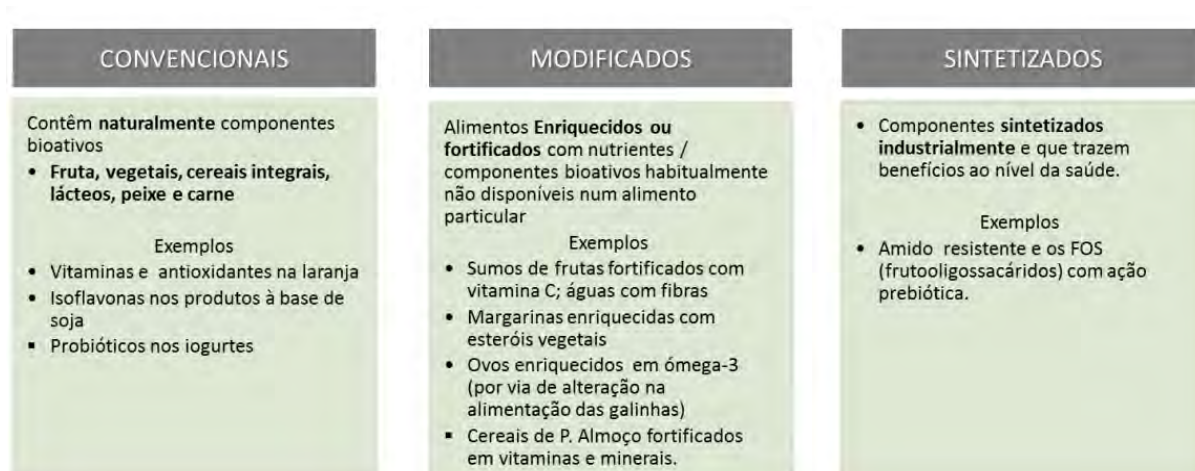 CONVENCIONAIS
Contêm naturalmente componentes
bioativos
• Fruta, vegetais, cereais integrais,
lácteos, peixe e carne
Exemplos
• Vitaminas e antioxidantes na laranja
• Isoflavonas nos produtos à base de
soja
▪ Probióticos nos iogurtes
MODIFICADOS
Alimentos Enriquecidos ou
fortificados com nutrientes /
componentes bioativos habitualmente
não disponíveis num alimento
particular
Exemplos
• Sumos de frutas fortificados com
vitamina C; águas com fibras
• Margarinas enriquecidas com
esteróis vegetais
• Ovos enriquecidos em ómega-3
(por via de alteração na
alimentação das galinhas)
▪ Cereais de P. Almoço fortificados
em vitaminas e minerais.
SINTETIZADOS
• Componentes sintetizados
industrialmente e que trazem
benefícios ao nível da saúde.
Exemplos
• Amido resistente e os FOS
(frutooligossacáridos) com ação
prebiótica.